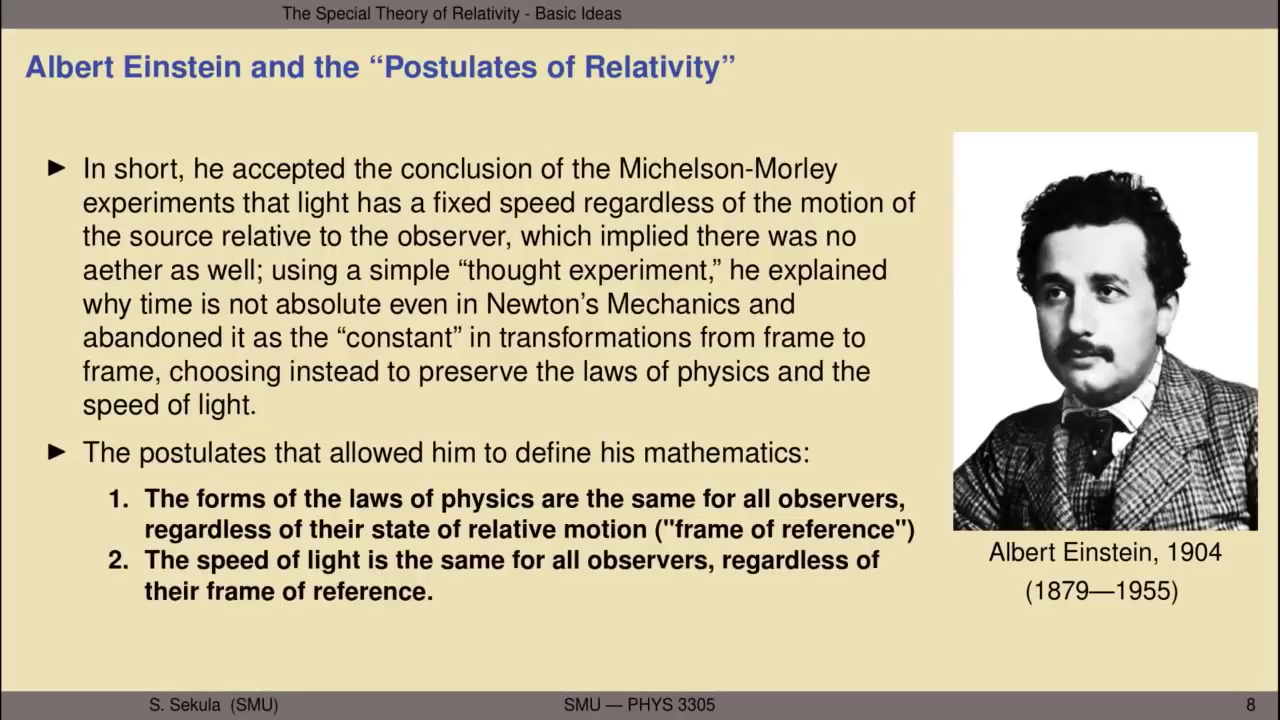 The Special Theory of Relativity - Basic Ideas
Albert Einstein and the “Postulates of Relativity”
► In short, he accepted the conclusion of the Michelson-Morley
experiments that light has a fixed speed regardless of the motion of
the source relative to the observer, which implied there was no
aether as well; using a simple “thought experiment,” he explained
why time is not absolute even in Newton’s Mechanics and
abandoned it as the “constant” in transformations from frame to
frame, choosing instead to preserve the laws of physics and the
speed of light.
► The postulates that allowed him to define his mathematics:
1. The forms of the laws of physics are the same for all observers,
regardless of their state of relative motion ("frame of reference")
2. The speed of light is the same for all observers, regardless of
their frame of reference.
Albert Einstein, 1904
(1879—1955)
S. Sekula (SMU)
SMU — PHYS 3305
8